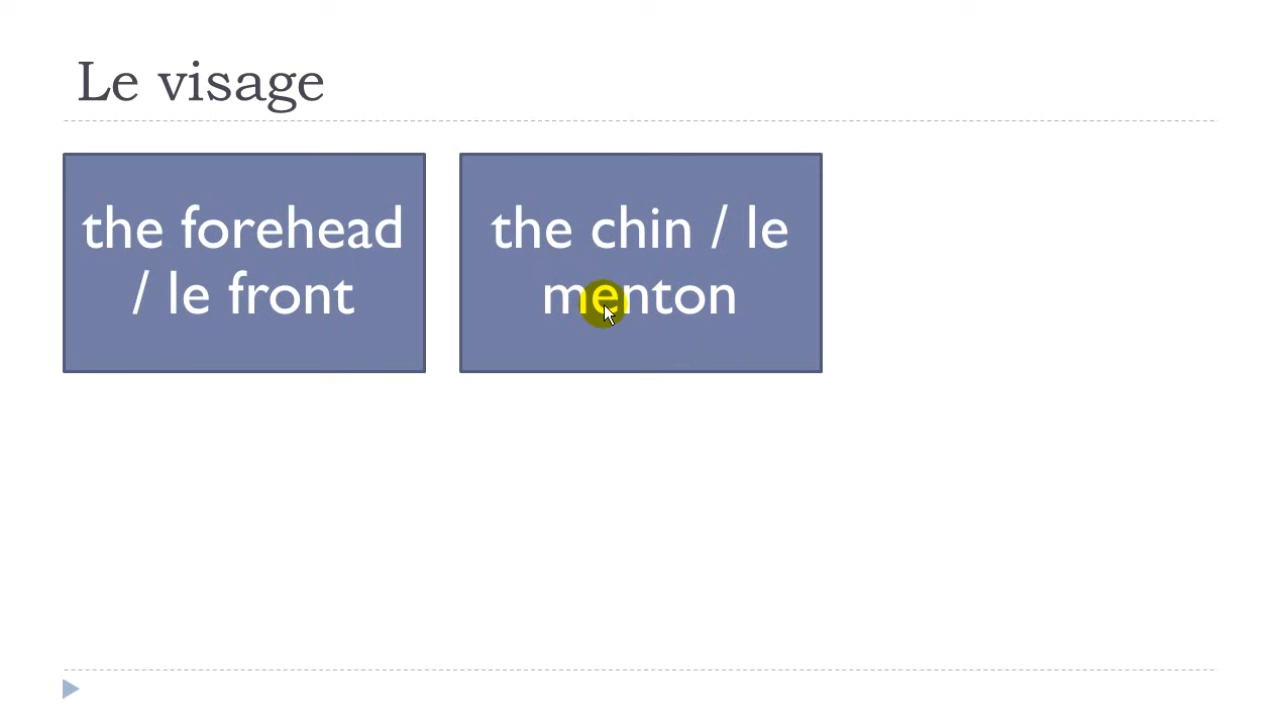 Le visage
the forehead
/ le front
the chin / le
menton